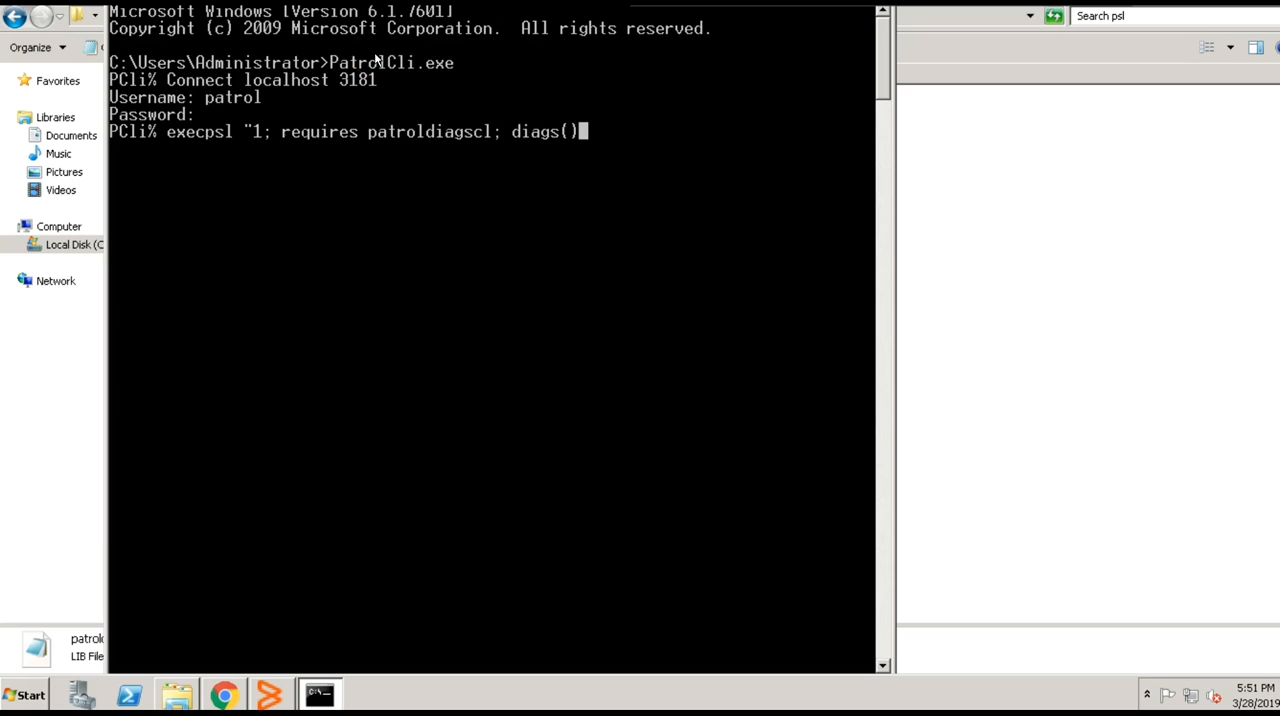 Microsoft Windows [Version 6.1.7601]
Copyright (c) 2009 Microsoft Corporation.  All rights reserved.
C:\Users\Administrator>PatrolCli.exe
PCli% Connect localhost 3181
Username: patrol
Password:
PCli% execpsl "1; requires patroldiagscl; diags()
Search psl
Organize
Favorites
Libraries
Documents
Music
Pictures
Videos
Computer
Local Disk (C
Network
LIB File
Start
C:\
5:51 PM
3/28/2019